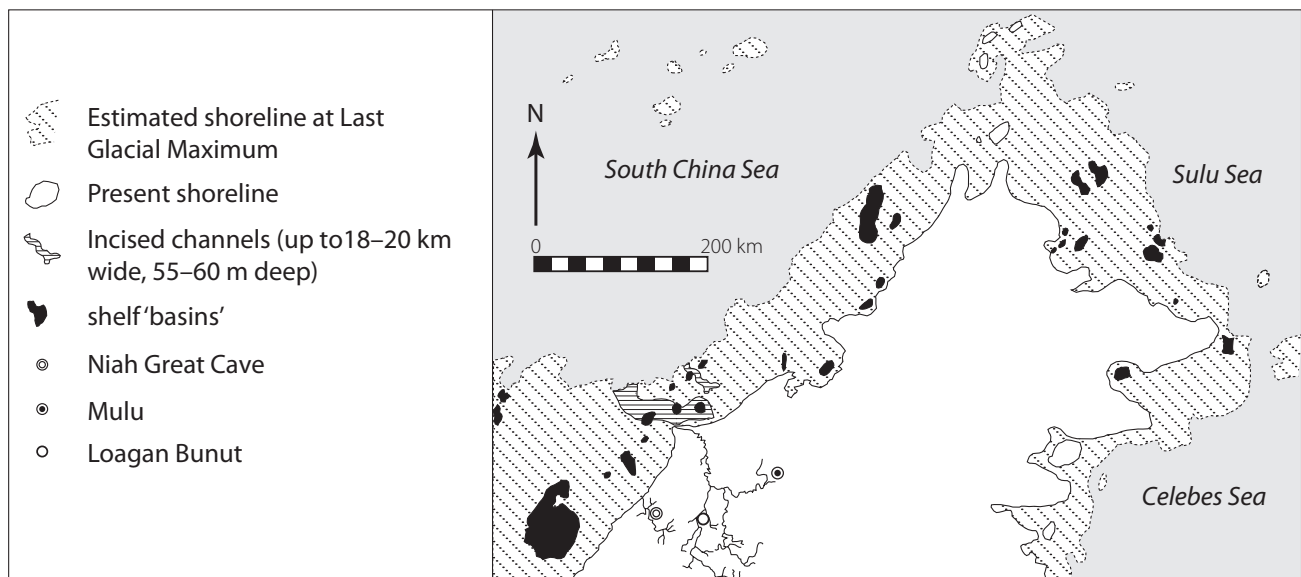 Estimated shoreline at Last
Glacial Maximum
Present shoreline
Incised channels (up to18–20 km
wide, 55–60 m deep)
shelf ‘basins’
Niah Great Cave
Mulu
Loagan Bunut
N
South China Sea
Sulu Sea
0 200 km
Celebes Sea